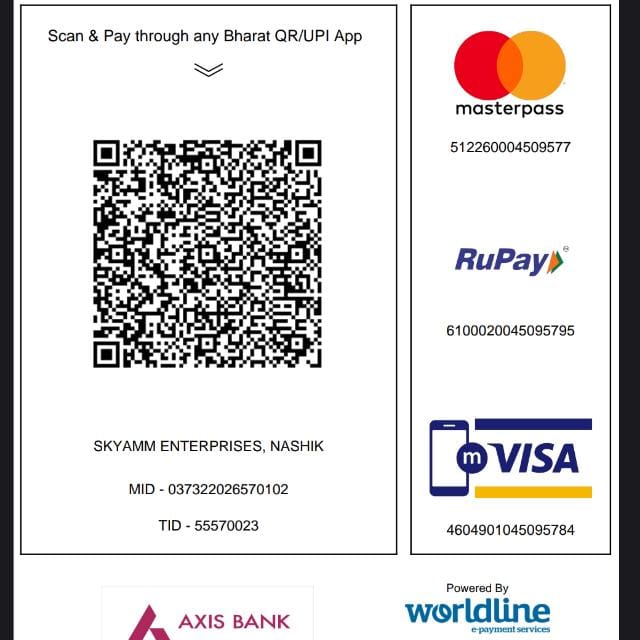 Scan & Pay through any Bharat QR/UPI App
SKYAMM ENTERPRISES, NASHIK
MID - 037322026570102
TID - 55570023
masterpass
512260004509577
RuPay
6100020045095795
m VISA
4604901045095784
AXIS BANK
Powered By
worldline
e-payment services